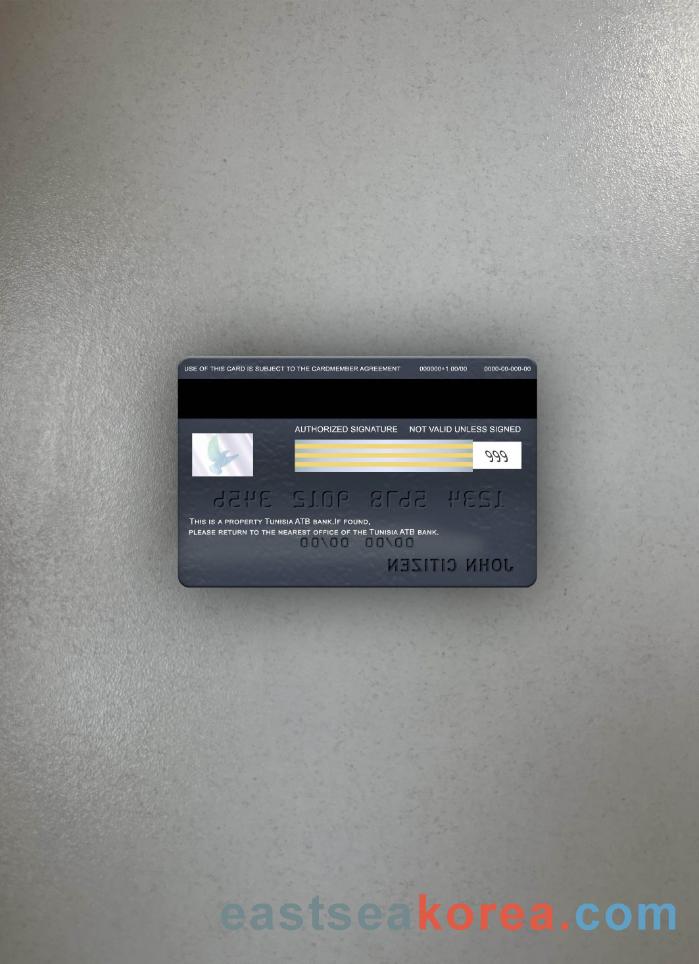 USE OF THIS CARD IS SUBJECT TO THE CARDMEMBER AGREEMENT 000000+1 00/00 0000-00-000-00
AUTHORIZED SIGNATURE NOT VALID UNLESS SIGNED
999
1234 5678 9012 3456
THIS IS A PROPERTY TUNISIA ATB BANK.IF FOUND,
PLEASE RETURN TO THE NEAREST OFFICE OF THE TUNISIA ATB BANK.
00/00 00/00
JOHN CITIZEN
eastseakorea.com